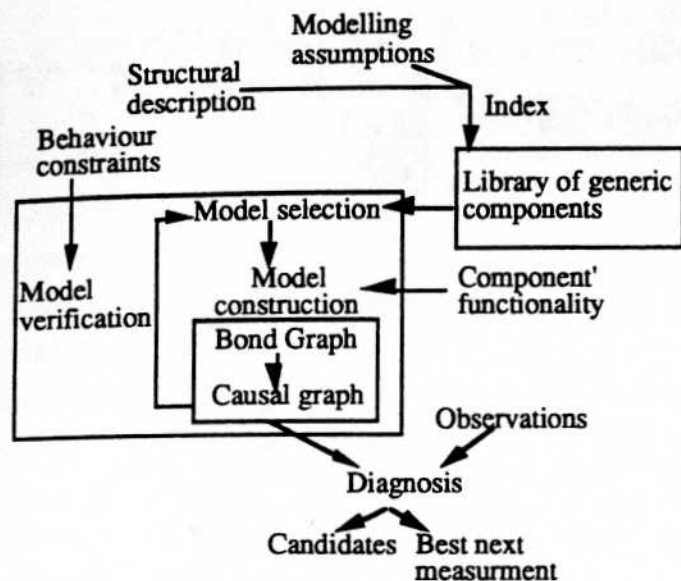 Modelling
assumptions
Structural
description
Index
Behaviour
constraints
Library of generic
components
Model selection
Model
verification
Model
construction
Component'
functionality
Bond Graph
Causal graph
Observations
Diagnosis
Candidates
Best next
measurment